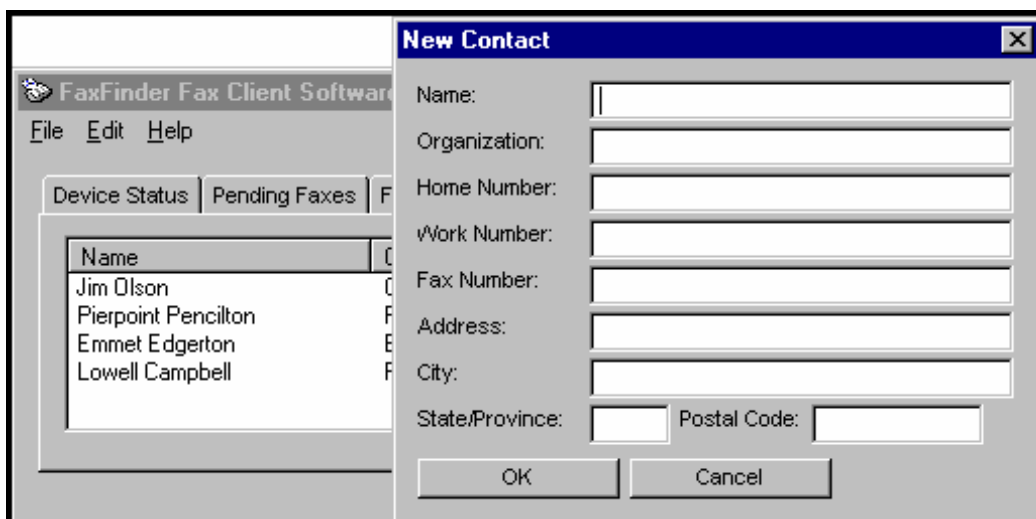 New Contact
FaxFinder Fax Client Software
File Edit Help
Device Status Pending Faxes F
Name
Jim Olson
Pierpoint Pencilton
Emmet Edgerton
Lowell Campbell
Name:
Organization:
Home Number:
Work Number:
Fax Number:
Address:
City:
State/Province: Postal Code:
OK Cancel